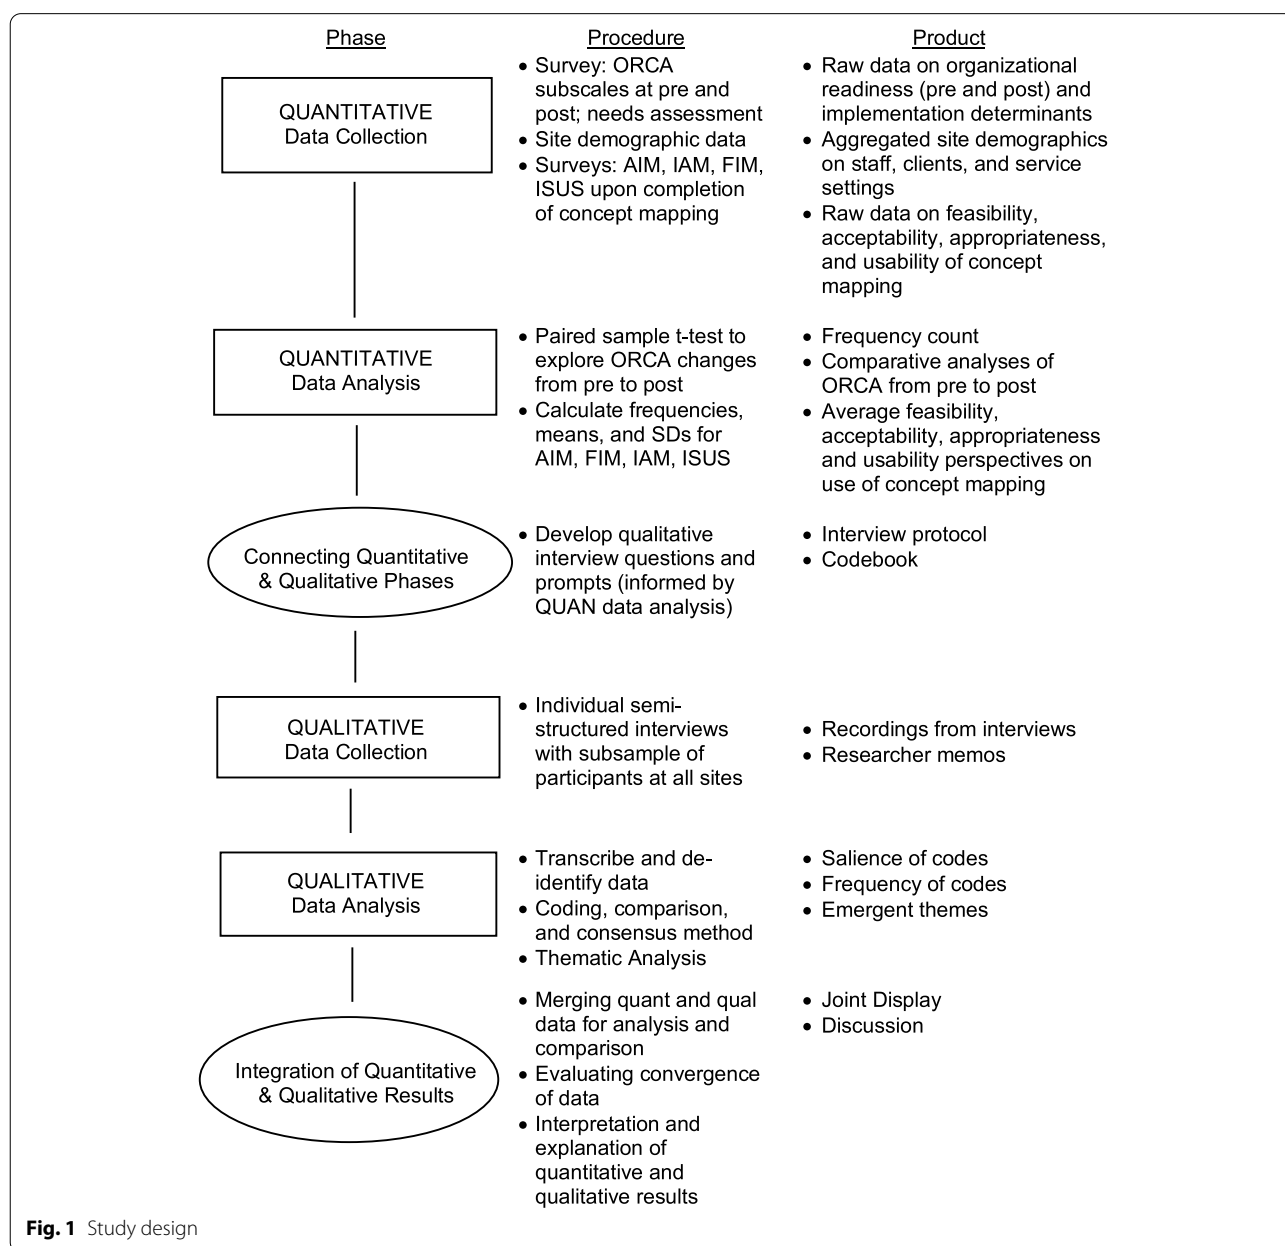 Phase
Procedure
Product
QUANTITATIVE
Data Collection
• Survey: ORCA
subscales at pre and
post; needs assessment
• Site demographic data
• Surveys: AIM, IAM, FIM,
ISUS upon completion
of concept mapping
• Raw data on organizational
readiness (pre and post) and
implementation determinants
• Aggregated site demographics
on staff, clients, and service
settings
• Raw data on feasibility,
acceptability, appropriateness,
and usability of concept
mapping
QUANTITATIVE
Data Analysis
• Paired sample t-test to
explore ORCA changes
from pre to post
• Calculate frequencies,
means, and SDs for
AIM, FIM, IAM, ISUS
• Frequency count
• Comparative analyses of
ORCA from pre to post
• Average feasibility,
acceptability, appropriateness
and usability perspectives on
use of concept mapping
Connecting Quantitative
& Qualitative Phases
• Develop qualitative
interview questions and
prompts (informed by
QUAN data analysis)
• Interview protocol
• Codebook
QUALITATIVE
Data Collection
• Individual semi-
structured interviews
with subsample of
participants at all sites
• Recordings from interviews
• Researcher memos
QUALITATIVE
Data Analysis
• Transcribe and de-
identify data
• Coding, comparison,
and consensus method
• Thematic Analysis
• Salience of codes
• Frequency of codes
• Emergent themes
Integration of Quantitative
& Qualitative Results
• Merging quant and qual
data for analysis and
comparison
• Evaluating convergence
of data
• Interpretation and
explanation of
quantitative and
qualitative results
• Joint Display
• Discussion
Fig. 1 Study design